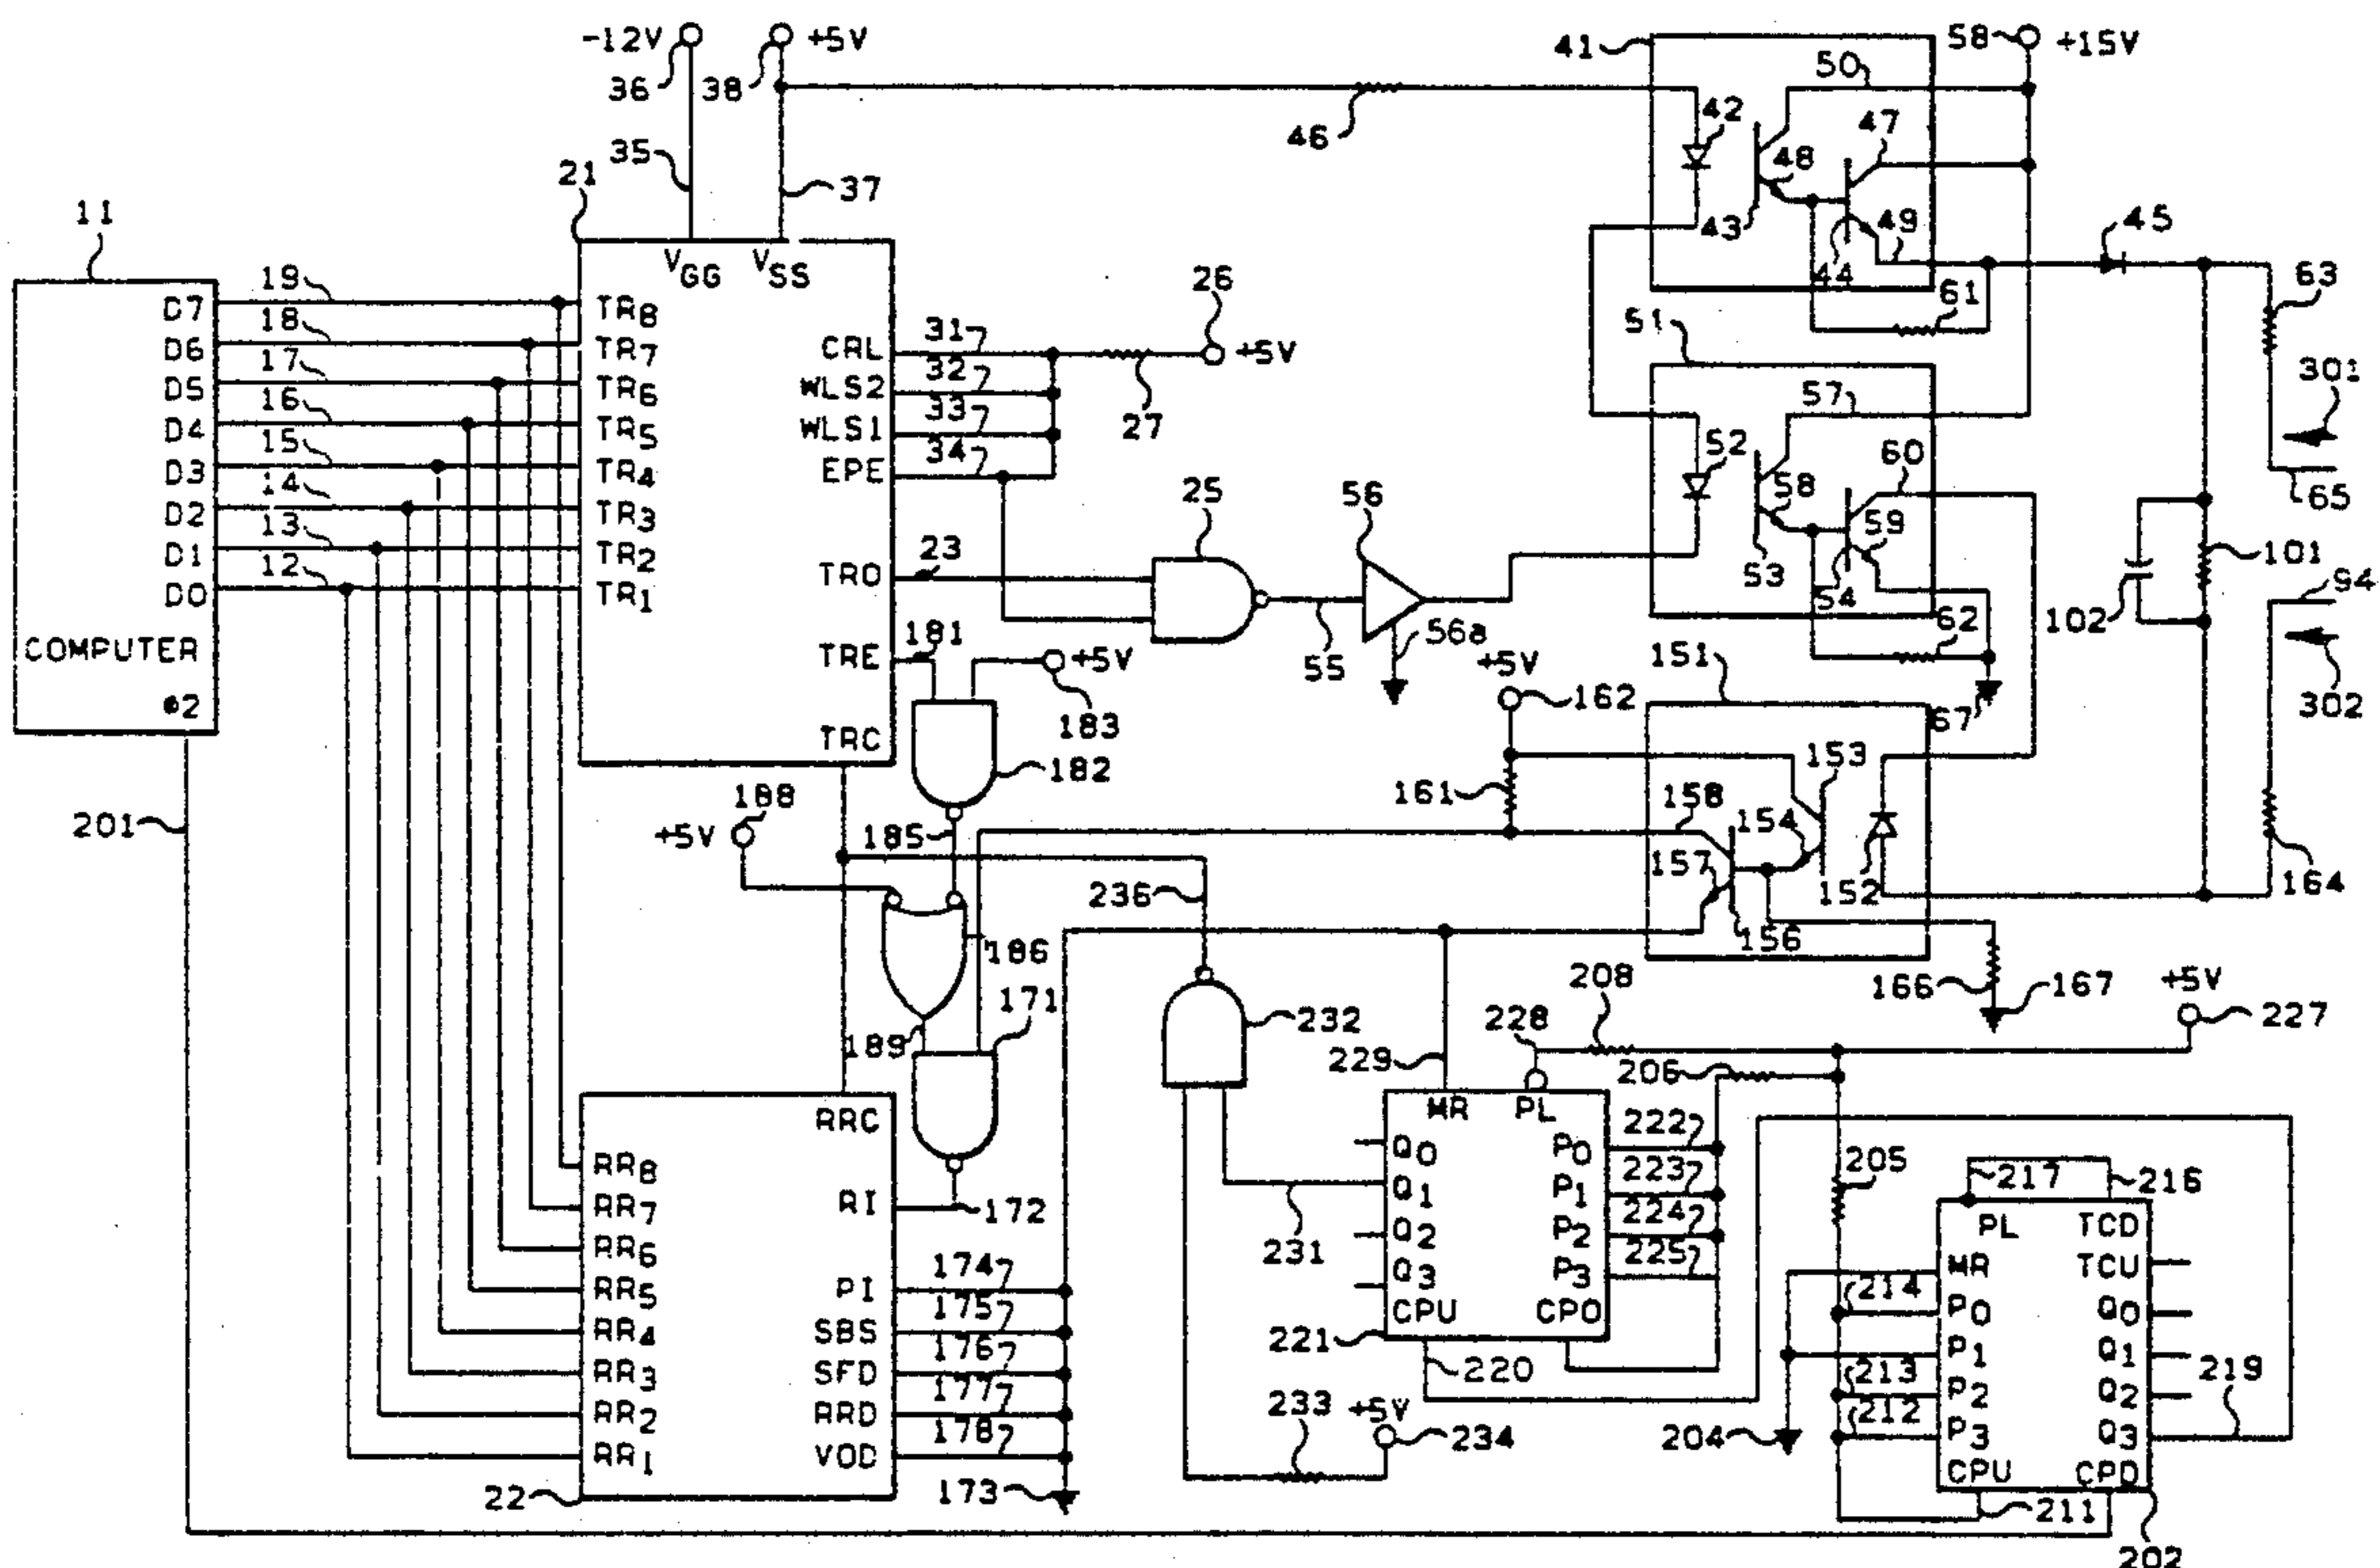 -12V
36
+5V
38
35
37
21
11
COMPUTER
D7
D6
D5
D4
D3
D2
D1
D0
ø2
19
18
17
16
15
14
13
12
201
VGG
VSS
TR8
TR7
TR6
TR5
TR4
TR3
TR2
TR1
CRL
WLS2
WLS1
EPE
TRO
TRE
TRC
31
32
33
34
27
26
+5V
23
25
55
56
56a
181
+5V
183
182
185
188
+5V
186
189
171
172
46
41
42
43
48
44
47
49
50
61
58
+15V
45
63
301
65
51
52
53
58
54
59
57
60
62
67
101
102
94
302
164
151
+5V
162
161
158
153
154
157
152
156
166
167
236
232
231
233
+5V
234
22
RRC
RR8
RR7
RR6
RR5
RR4
RR3
RR2
RR1
RI
PI
SBS
SFD
RRD
VOD
174
175
176
177
178
173
208
228
229
206
+5V
227
MR
PL
Q0
Q1
Q2
Q3
CPU
P0
P1
P2
P3
CPO
222
223
224
225
221
220
205
217
216
PL
TCD
MR
TCU
P0
Q0
P1
Q1
P2
Q2
P3
Q3
CPU
CPD
214
213
212
204
219
211
202